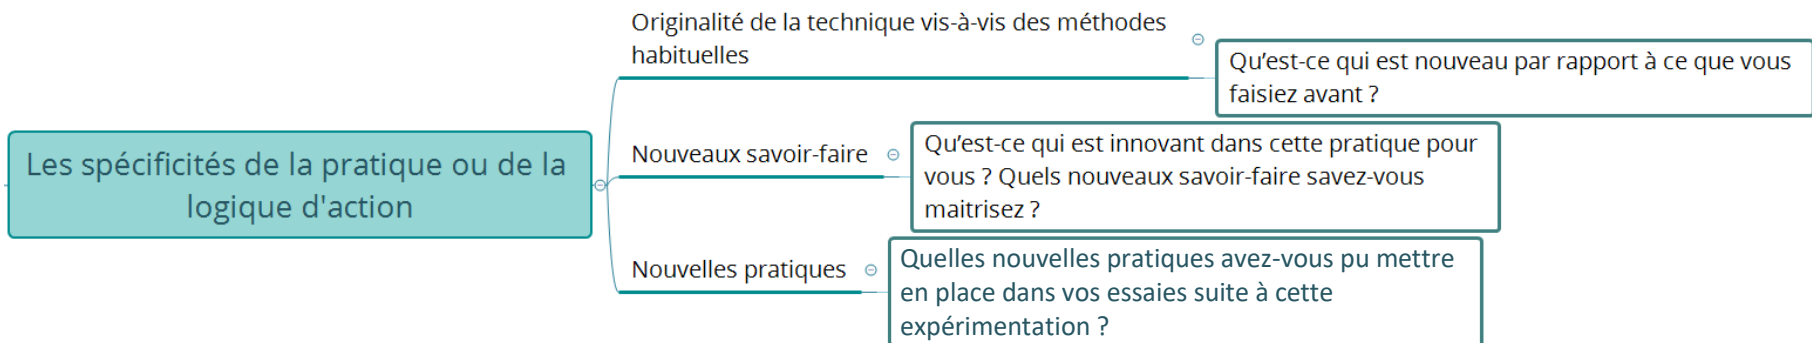 Les spécificités de la pratique ou de la
logique d'action
Originalité de la technique vis-à-vis des méthodes
habituelles
Qu’est-ce qui est nouveau par rapport à ce que vous
faisiez avant ?
Nouveaux savoir-faire
Qu’est-ce qui est innovant dans cette pratique pour
vous ? Quels nouveaux savoir-faire savez-vous
maitrisez ?
Nouvelles pratiques
Quelles nouvelles pratiques avez-vous pu mettre
en place dans vos essaies suite à cette
expérimentation ?